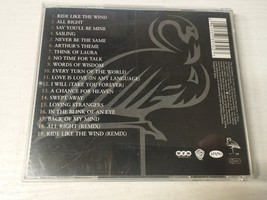 1. RIDE LIKE THE WIND
2. ALL RIGHT
3. SAY YOU'LL BE MINE
4. SAILING
5. NEVER BE THE SAME
6. ARTHUR'S THEME
7. THINK OF LAURA
8. NO TIME FOR TALK
9. WORDS OF WISDOM
10. EVERY TURN OF THE WORLD
11. LOVE IS LOVE (IN ANY LANGUAGE)
12. I WILL (TAKE YOU FOREVER)
13. A CHANCE FOR HEAVEN
14. SWEPT AWAY
15. LOVING STRANGERS
16. IN THE BLINK OF AN EYE
17. BACK OF MY MIND
18. ALL RIGHT (REMIX)
19. RIDE LIKE THE WIND (REMIX)